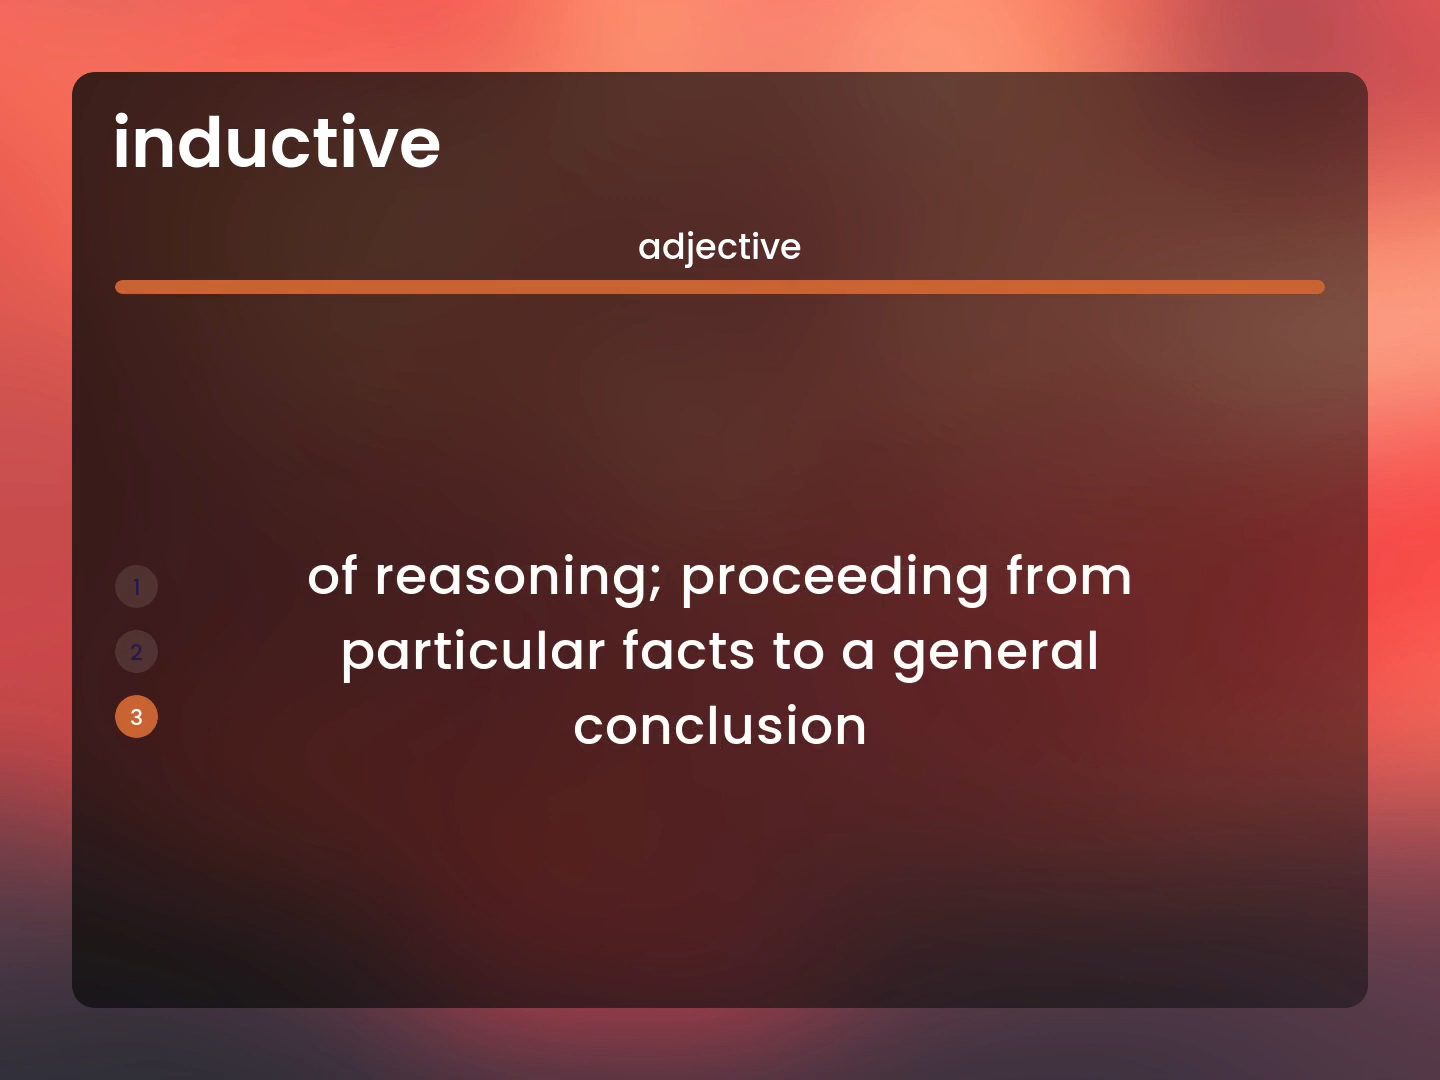 inductive
adjective
1
2
3
of reasoning; proceeding from
particular facts to a general
conclusion